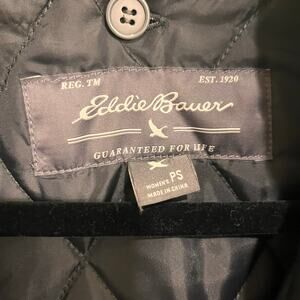 REG. TM EST. 1920
Eddie Bauer
GUARANTEED FOR LIFE
WOMEN'S PS
MADE IN CHINA